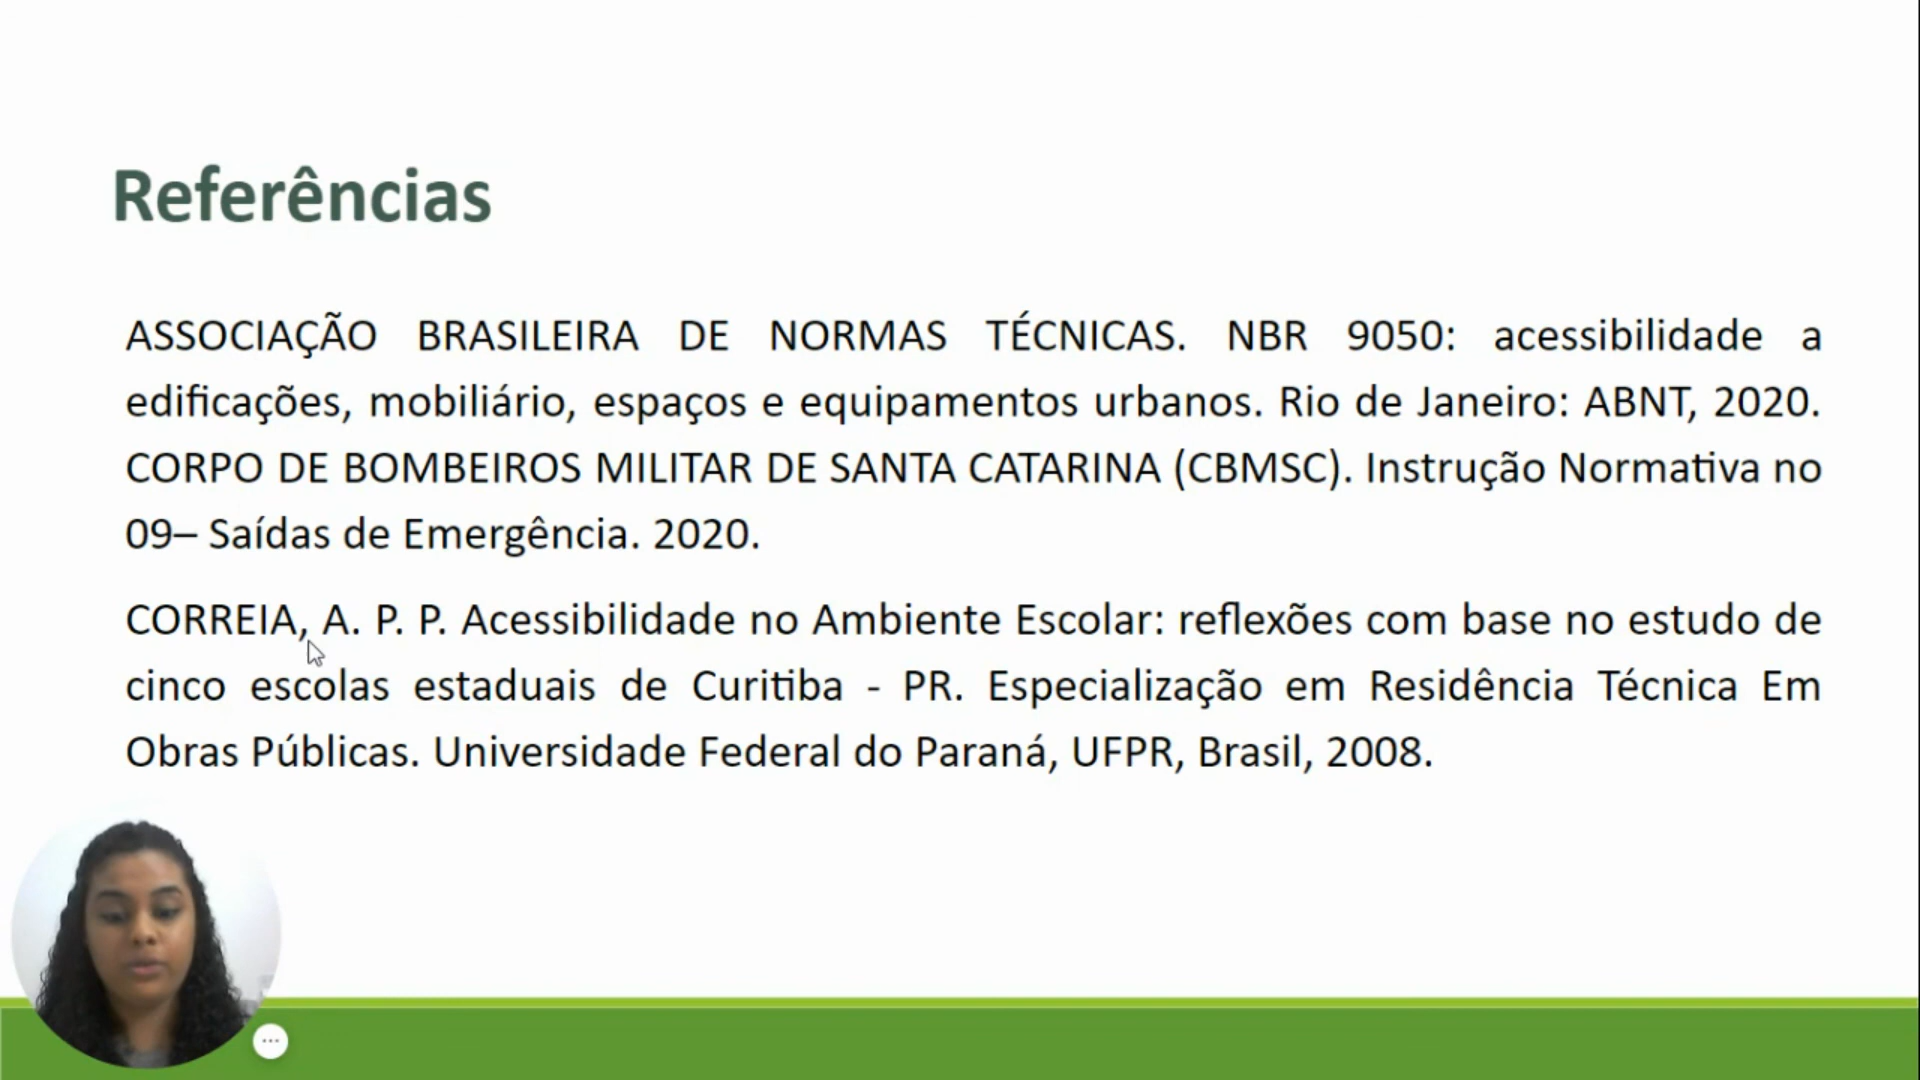 Referências
ASSOCIAÇÃO BRASILEIRA DE NORMAS TÉCNICAS. NBR 9050: acessibilidade a
edificações, mobiliário, espaços e equipamentos urbanos. Rio de Janeiro: ABNT, 2020.
CORPO DE BOMBEIROS MILITAR DE SANTA CATARINA (CBMSC). Instrução Normativa no
09– Saídas de Emergência. 2020.
CORREIA, A. P. P. Acessibilidade no Ambiente Escolar: reflexões com base no estudo de
cinco escolas estaduais de Curitiba - PR. Especialização em Residência Técnica Em
Obras Públicas. Universidade Federal do Paraná, UFPR, Brasil, 2008.